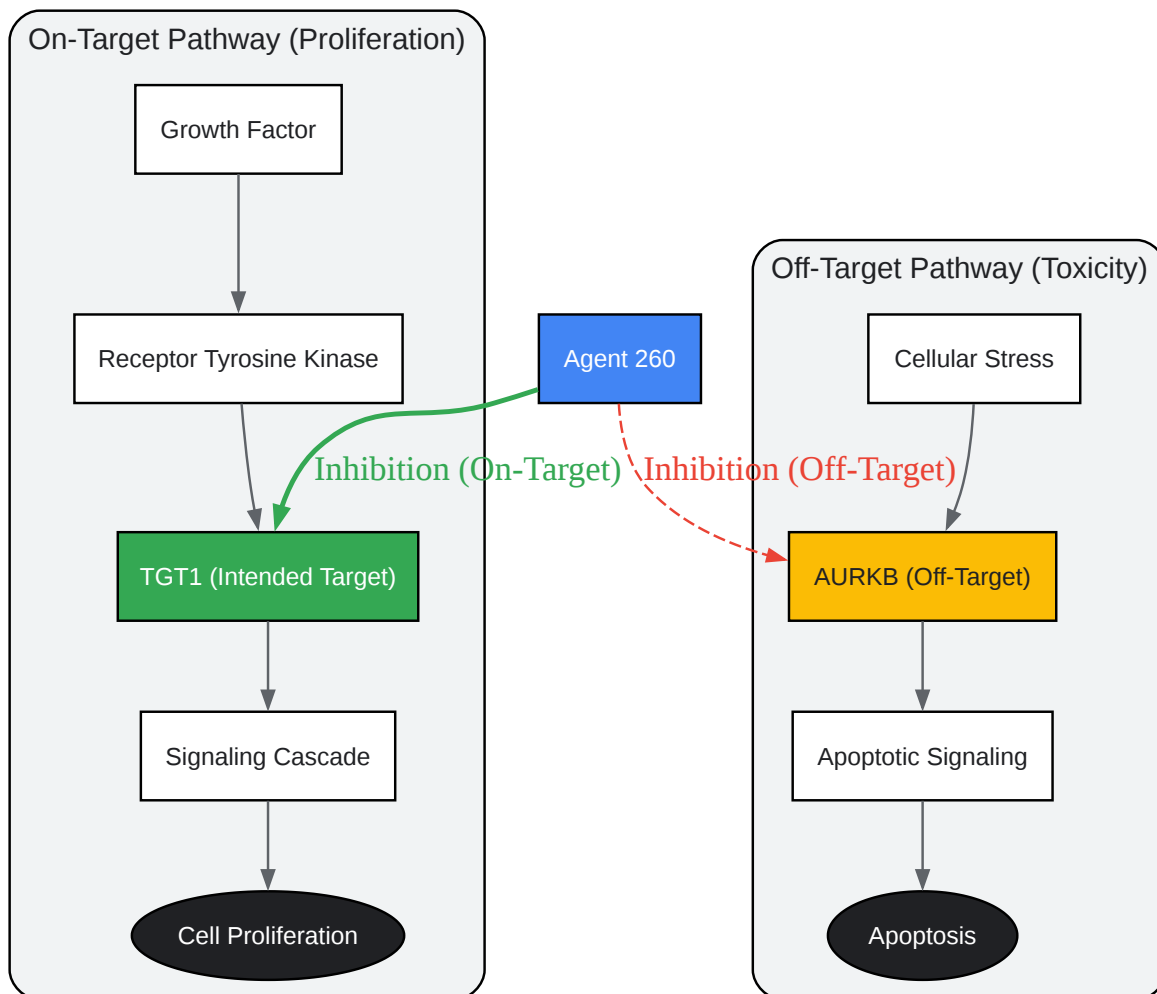 On-Target Pathway (Proliferation)
Growth Factor
Receptor Tyrosine Kinase
Agent 260
Inhibition (On-Target)
TGT1 (Intended Target)
Signaling Cascade
Cell Proliferation
Off-Target Pathway (Toxicity)
Cellular Stress
Inhibition (Off-Target)
AURKB (Off-Target)
Apoptotic Signaling
Apoptosis